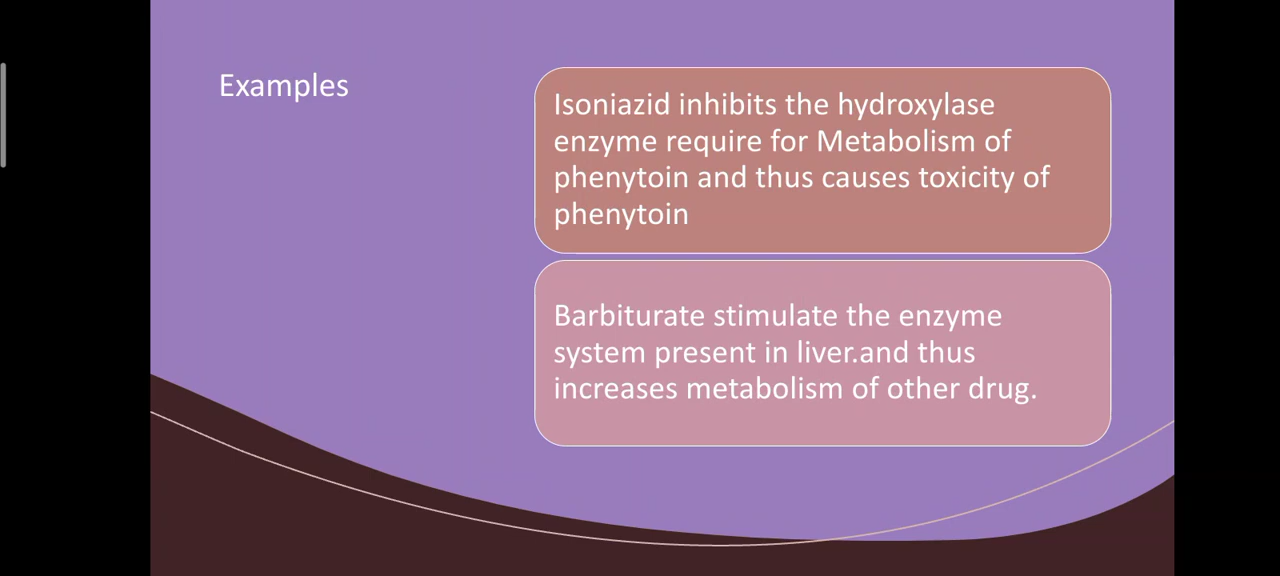 Examples
Isoniazid inhibits the hydroxylase
enzyme require for Metabolism of
phenytoin and thus causes toxicity of
phenytoin
Barbiturate stimulate the enzyme
system present in liver.and thus
increases metabolism of other drug.